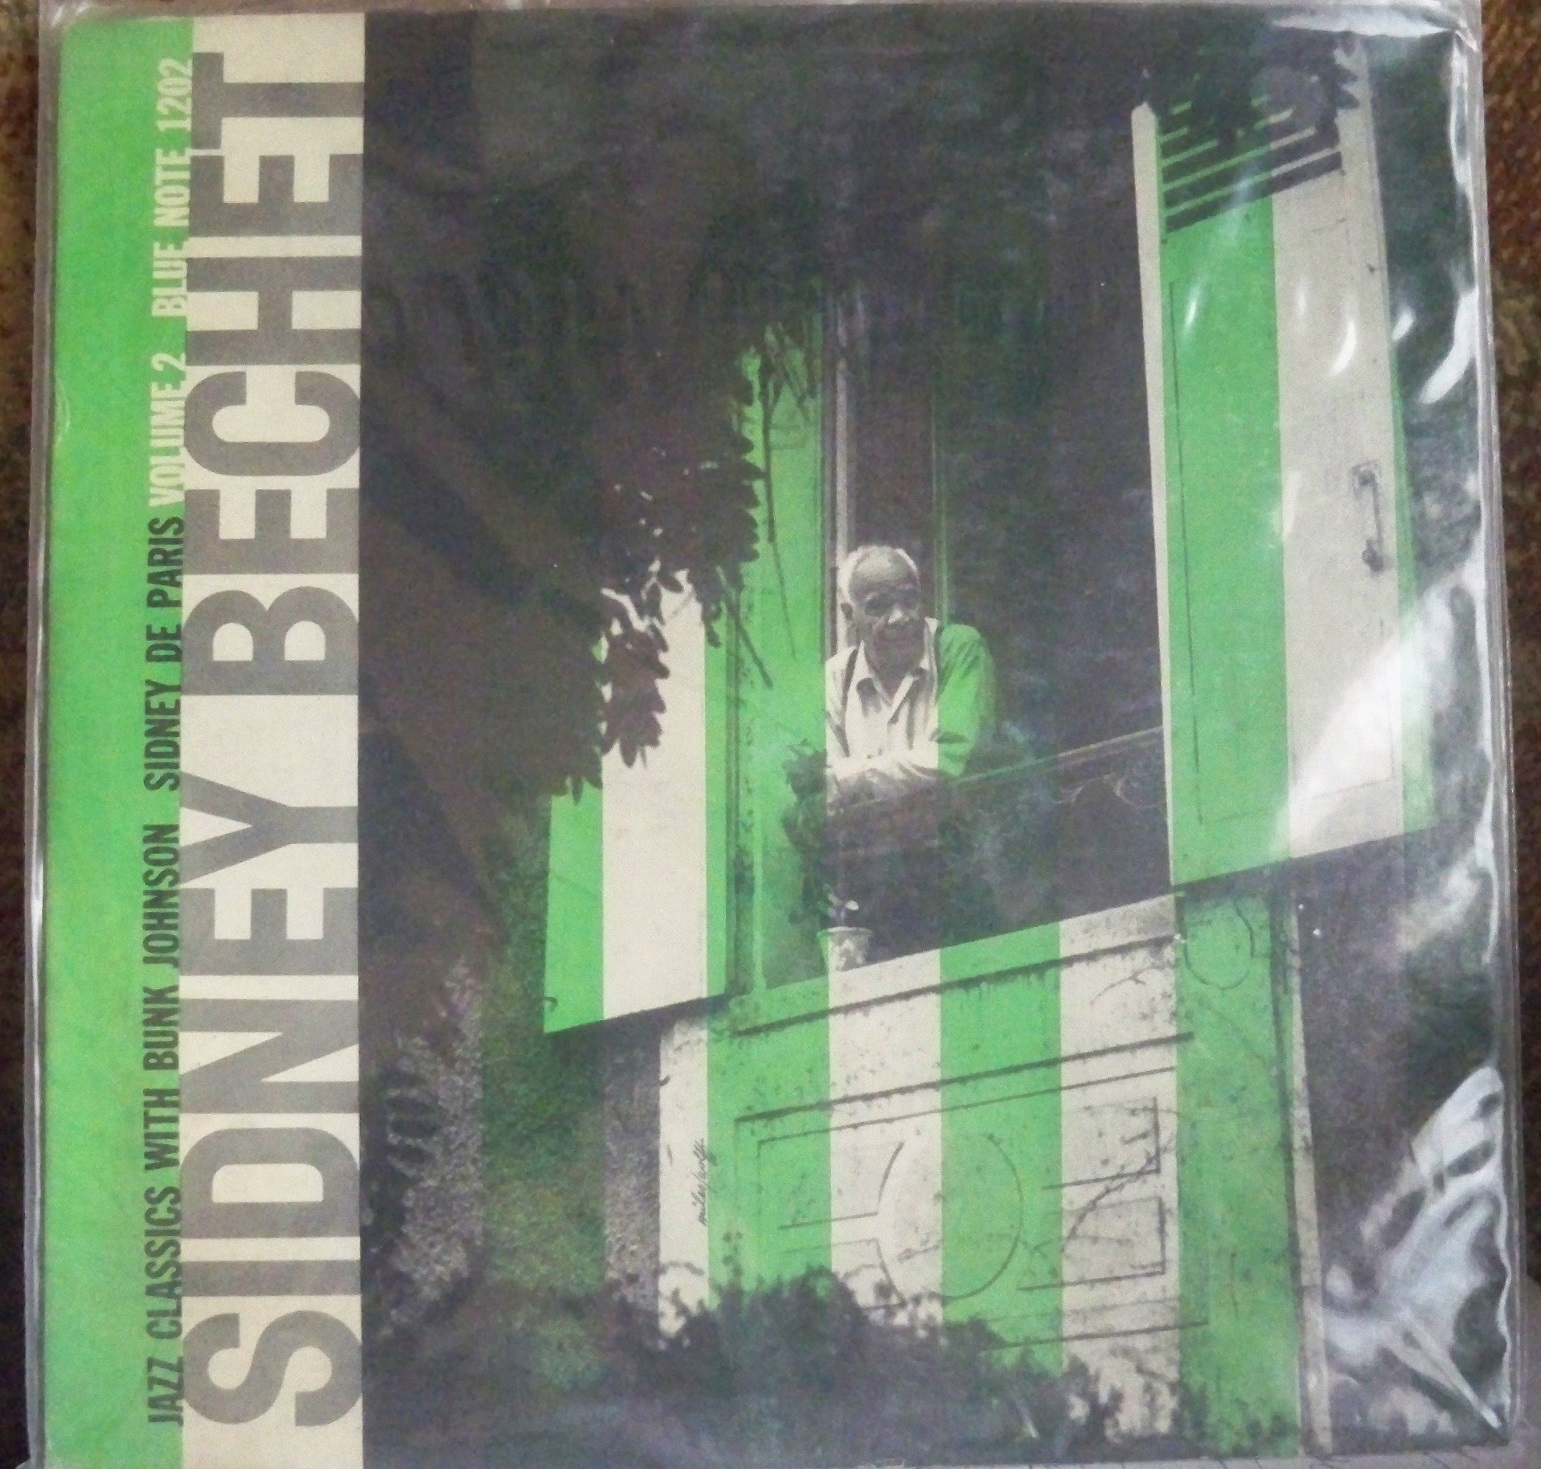 JAZZ CLASSICS WITH BUNK JOHNSON SIDNEY DE PARIS VOLUME 2 BLUE NOTE 1202
SIDNEY BECHET